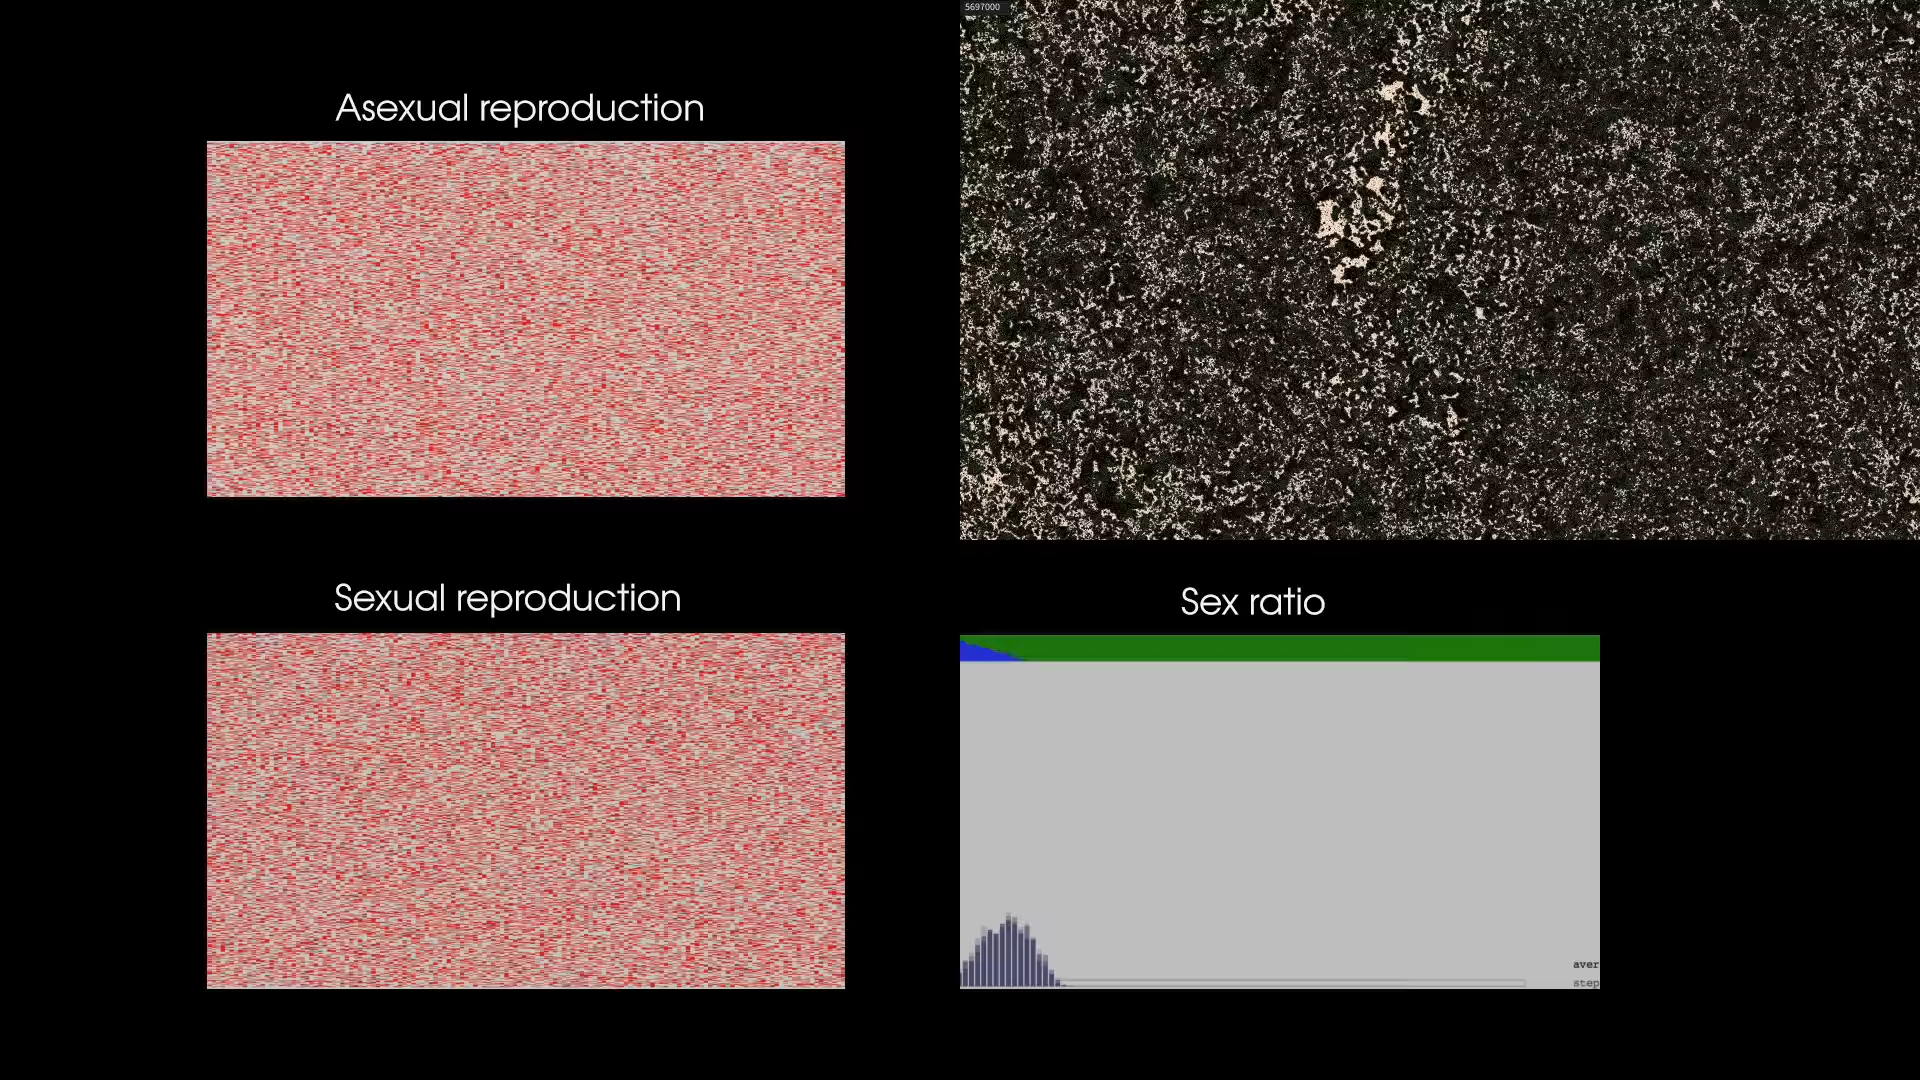 5697000
Asexual reproduction
Sexual reproduction
Sex ratio
aver
step